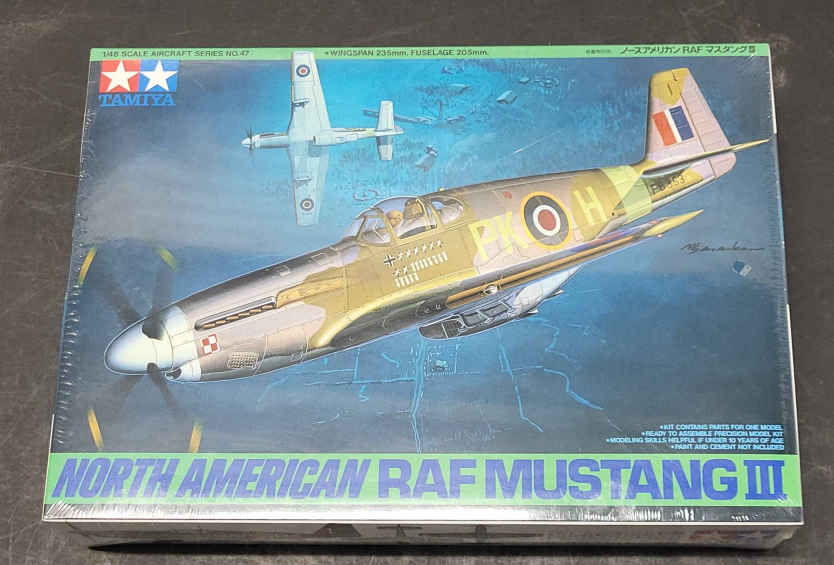 1/48 SCALE AIRCRAFT SERIES NO.47
★WINGSPAN 235mm, FUSELAGE 205mm.
ノースアメリカン RAF マスタングⅢ
TAMIYA
PK H
★KIT CONTAINS PARTS FOR ONE MODEL
★READY TO ASSEMBLE PRECISION MODEL KIT
★MODELING SKILLS HELPFUL IF UNDER 10 YEARS OF AGE
★PAINT AND CEMENT NOT INCLUDED
NORTH AMERICAN RAF MUSTANG III